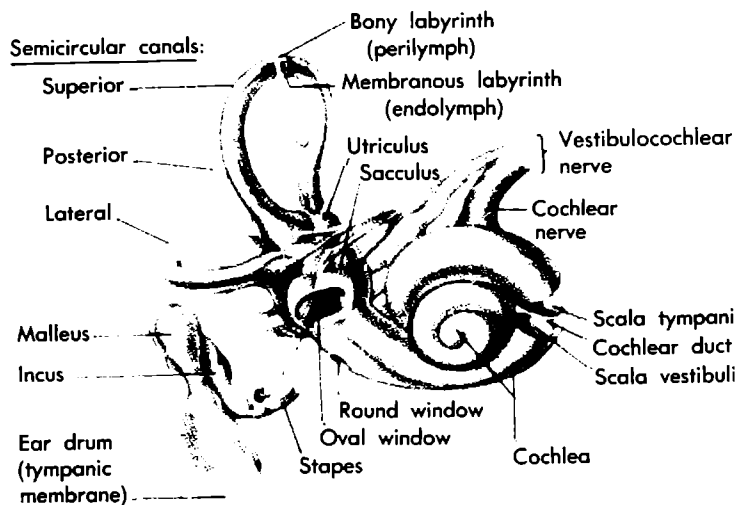 Bony labyrinth
(perilymph)
Semicircular canals:
Superior
Membranous labyrinth
(endolymph)
Utriculus
Sacculus
Vestibulocochlear
nerve
Posterior
Lateral
Cochlear
nerve
Malleus
Incus
Scala tympani
Cochlear duct
Scala vestibuli
Round window
Oval window
Stapes
Cochlea
Ear drum
(tympanic
membrane)